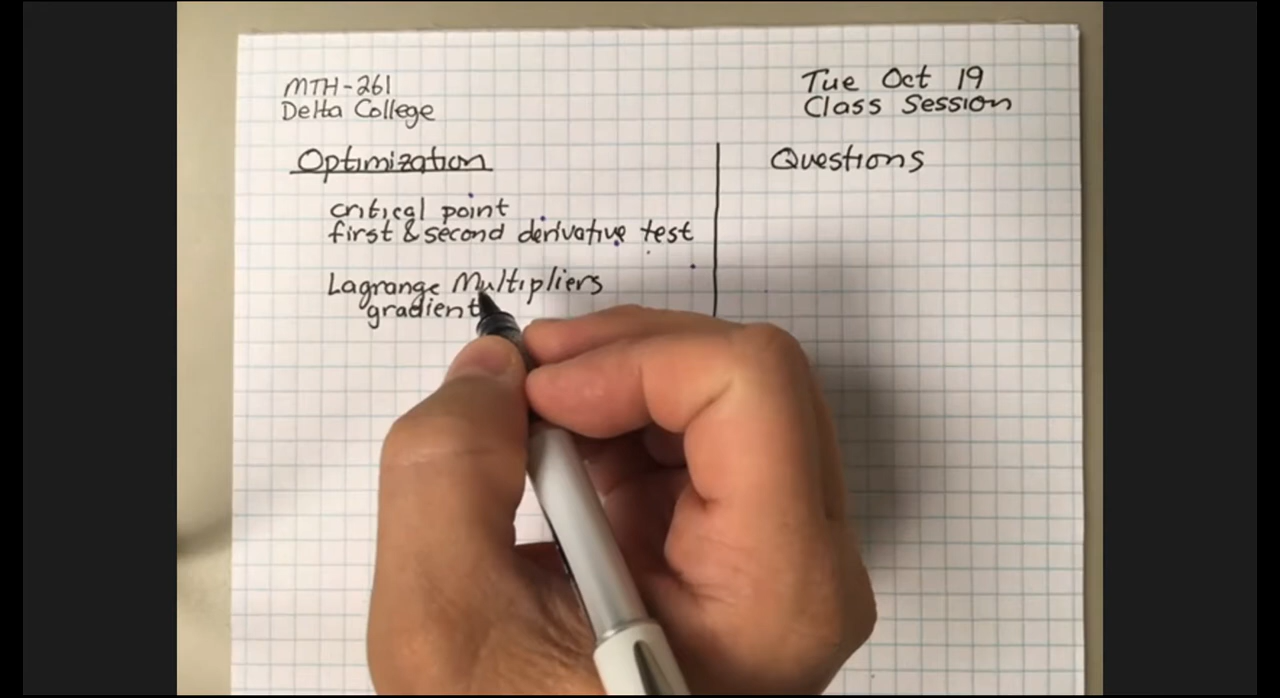 MTH-261
Delta College
Tue Oct 19
Class Session
Optimization
critical point
first & second derivative test
Lagrange Multipliers
gradient
Questions